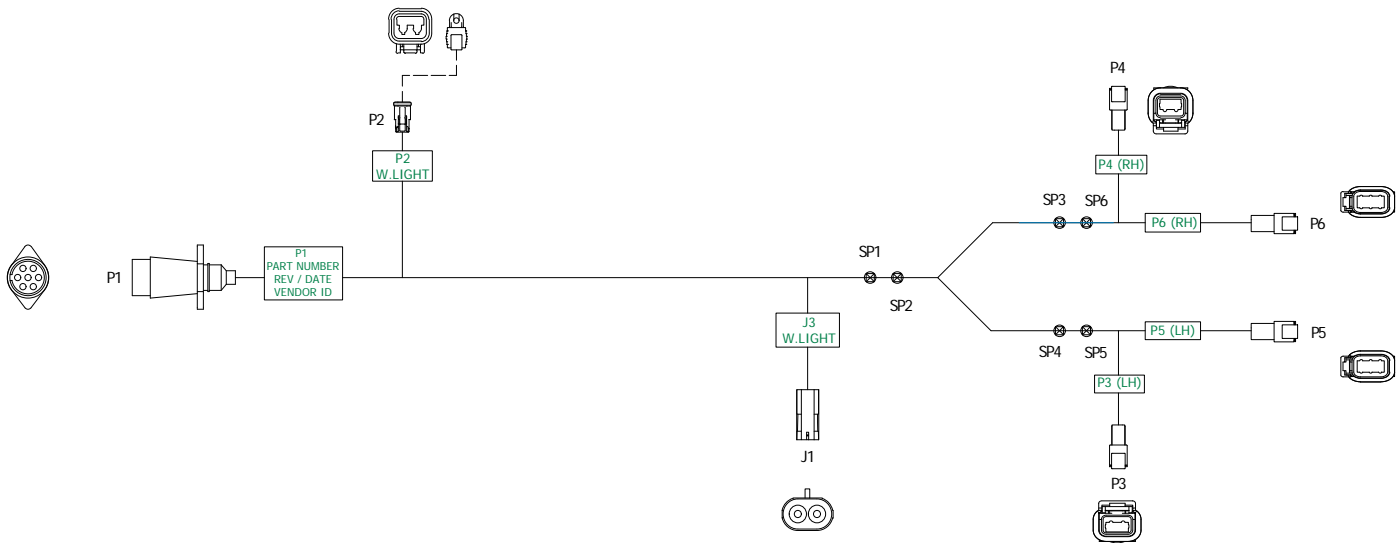 P4
P2
P2
W.LIGHT
P4 (RH)
SP3
SP6
P6 (RH)
P6
P1
P1
PART NUMBER
REV / DATE
VENDOR ID
SP1
SP2
J3
W.LIGHT
SP4
SP5
P5 (LH)
P5
P3 (LH)
J1
P3